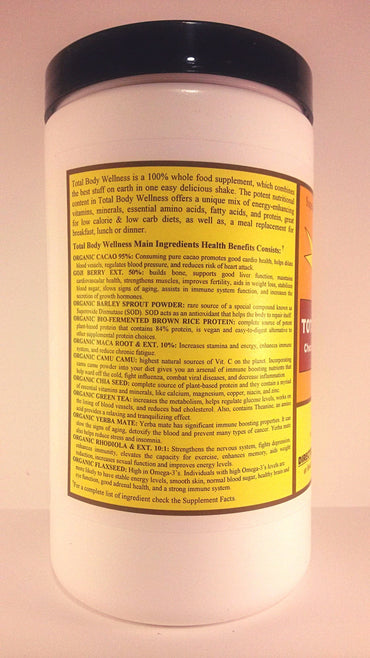 Total Body Wellness is a 100% whole food supplement, which combines
the best stuff on earth in one easy delicious shake. The potent nutritional
content in Total Body Wellness offers a unique mix of energy-enhancing
vitamins, minerals, essential amino acids, fatty acids, and protein, great
for low calorie & low carb diets, as well as, a meal replacement for
breakfast, lunch or dinner.
Total Body Wellness Main Ingredients Health Benefits Consists:†
ORGANIC CACAO 95%: Consuming pure cacao promotes good cardio health, helps dilate
blood vessels, regulates blood pressure, and reduces risk of heart attack.
GOJI BERRY EXT. 50%: builds bone, supports good liver function, maintains
cardiovascular health, strengthens muscles, improves fertility, aids in weight loss, stabilizes
blood sugar, slows signs of aging, assists in immune system function, and increases the
secretion of growth hormones.
ORGANIC BARLEY SPROUT POWDER: rare source of a special compound known as
Superoxide Dismutase (SOD). SOD acts as an antioxidant that helps the body to repair itself.
ORGANIC BIO-FERMENTED BROWN RICE PROTEIN: complete source of pure
plant-based protein that contains 84% protein, is vegan and easy-to-digest alternative to
other supplemental protein choices.
ORGANIC MACA ROOT & EXT. 10%: Increases stamina and energy, enhances immune
system, and reduce chronic fatigue.
ORGANIC CAMU CAMU: highest natural sources of Vit. C on the planet. Incorporating
camu camu powder into your diet gives you an arsenal of immune boosting nutrients that
help ward off the cold, fight influenza, combat viral diseases, and decrease inflammation.
ORGANIC CHIA SEED: complete source of plant-based protein and they contain a myriad
of essential vitamins and minerals, like calcium, magnesium, copper, niacin, and zinc.
ORGANIC GREEN TEA: increases the metabolism, helps regulate glucose levels, works on
the lining of blood vessels, and reduces bad cholesterol. Also, contains Theanine, an amino
acid provides a relaxing and tranquilizing effect.
ORGANIC YERBA MATE: Yerba mate has significant immune boosting properties. It can
slow the signs of aging, detoxify the blood and prevent many types of cancer. Yerba mate
also helps reduce stress and insomnia.
ORGANIC RHODIOLA & EXT. 10:1: Strengthens the nervous system, fights depression,
enhances immunity, elevates the capacity for exercise, enhances memory, aids weight
reduction, increases sexual function and improves energy levels.
ORGANIC FLAXSEED: High in Omega-3's. Individuals with high Omega-3's levels are
more likely to have stable energy levels, smooth skin, normal blood sugar, healthy brain and
eye function, good adrenal health, and a strong immune system.
†For a complete list of ingredient check the Supplement Facts